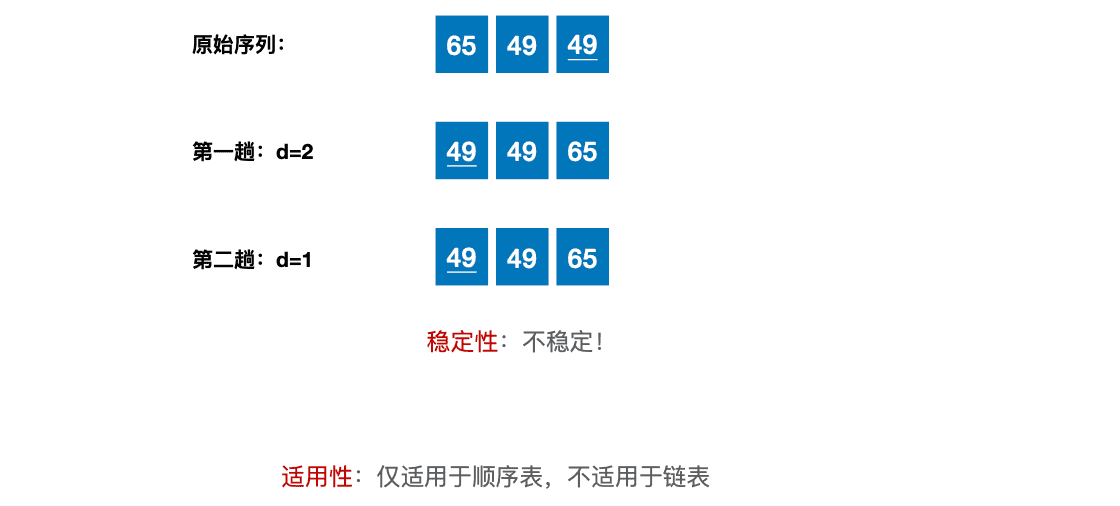 原始序列： 65 49 49
第一趟：d=2 49 49 65
第二趟：d=1 49 49 65
稳定性：不稳定！
适用性：仅适用于顺序表，不适用于链表